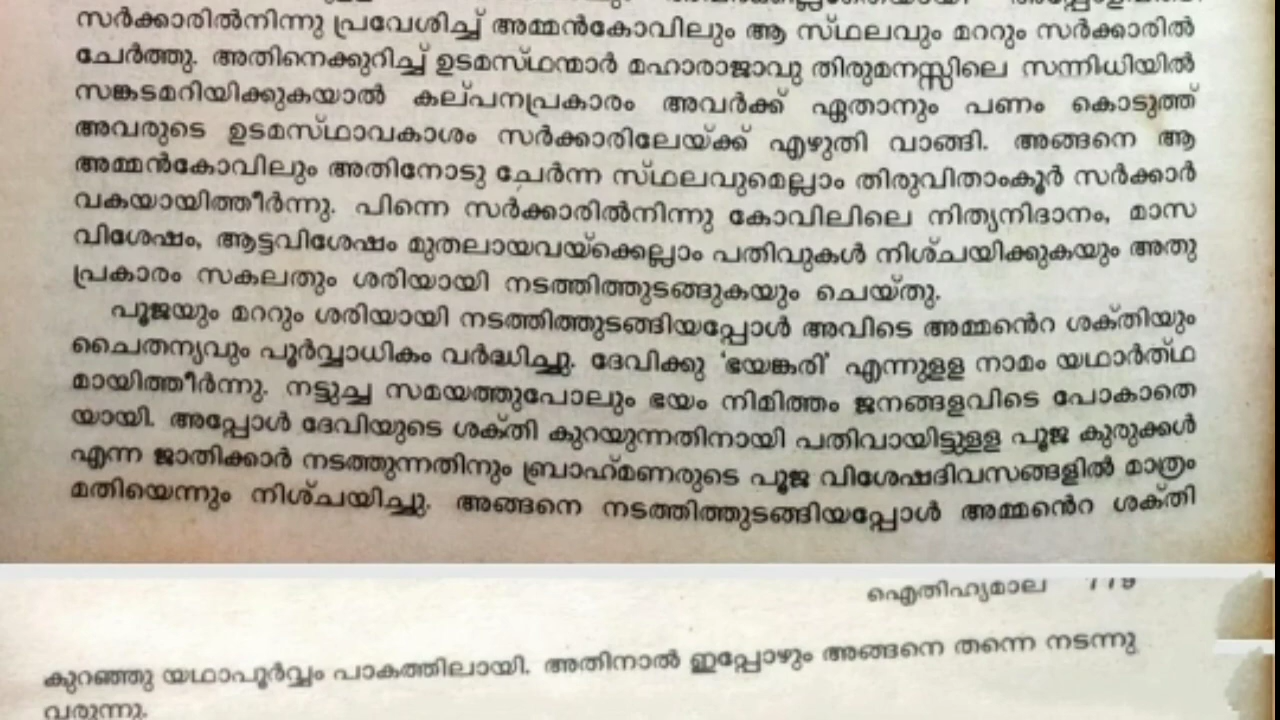 സർക്കാരിൽനിന്നു പ്രവേശിച്ച് അമ്മൻകോവിലും ആ സ്ഥലവും മററും സർക്കാരിൽ
ചേർത്തു. അതിനെക്കുറിച്ച് ഉടമസ്ഥന്മാർ മഹാരാജാവു തിരുമനസ്സിലെ സന്നിധിയിൽ
സങ്കടമറിയിക്കുകയാൽ കല്പനപ്രകാരം അവർക്ക് ഏതാനും പണം കൊടുത്ത്
അവരുടെ ഉടമസ്ഥാവകാശം സർക്കാരിലേയ്ക്ക് എഴുതി വാങ്ങി. അങ്ങനെ ആ
അമ്മൻകോവിലും അതിനോടു ചേർന്ന സ്ഥലവുമെല്ലാം തിരുവിതാംകൂർ സർക്കാർ
വകയായിത്തീർന്നു. പിന്നെ സർക്കാരിൽനിന്നു കോവിലിലെ നിത്യനിദാനം, മാസ
വിശേഷം, ആട്ടവിശേഷം മുതലായവയ്ക്കെല്ലാം പതിവുകൾ നിശ്ചയിക്കുകയും അതു
പ്രകാരം സകലതും ശരിയായി നടത്തിത്തുടങ്ങുകയും ചെയ്തു.
പൂജയും മററും ശരിയായി നടത്തിത്തുടങ്ങിയപ്പോൾ അവിടെ അമ്മൻെറ ശക്തിയും
ചൈതന്യവും പൂർവ്വാധികം വർദ്ധിച്ചു. ദേവിക്കു 'ഭയങ്കരി' എന്നുളള നാമം യഥാർത്ഥ
മായിത്തീർന്നു. നട്ടുച്ച സമയത്തുപോലും ഭയം നിമിത്തം ജനങ്ങളവിടെ പോകാതെ
യായി. അപ്പോൾ ദേവിയുടെ ശക്തി കുറയുന്നതിനായി പതിവായിട്ടുളള പൂജ കുരുക്കൾ
എന്ന ജാതിക്കാർ നടത്തുന്നതിനും ബ്രാഹ്മണരുടെ പൂജ വിശേഷദിവസങ്ങളിൽ മാത്രം
മതിയെന്നും നിശ്ചയിച്ചു. അങ്ങനെ നടത്തിത്തുടങ്ങിയപ്പോൾ അമ്മൻെറ ശക്തി
ഐതിഹ്യമാല
കുറഞ്ഞു യഥാപൂർവ്വം പാകത്തിലായി. അതിനാൽ ഇപ്പോഴും അങ്ങനെ തന്നെ നടന്നു
വരുന്നു.